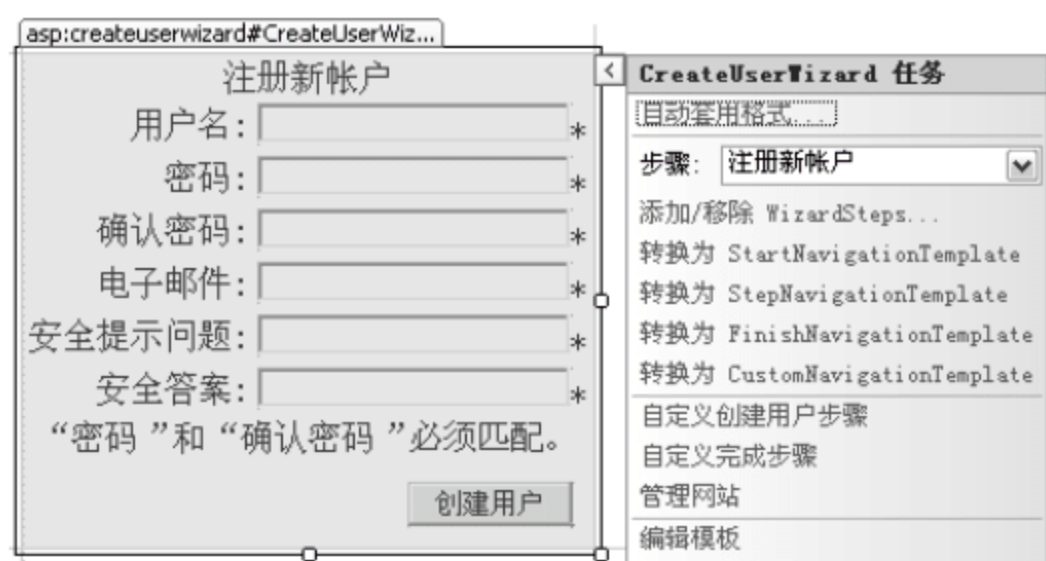 asp:createuserwizard#CreateUserWiz...
注册新帐户
用户名:
*
密码:
*
确认密码:
*
电子邮件:
*
安全提示问题:
*
安全答案:
*
“密码 ”和“确认密码 ”必须匹配。
创建用户
<
CreateUserWizard 任务
自动套用格式...
步骤: 注册新帐户
添加/移除 WizardSteps...
转换为 StartNavigationTemplate
转换为 StepNavigationTemplate
转换为 FinishNavigationTemplate
转换为 CustomNavigationTemplate
自定义创建用户步骤
自定义完成步骤
管理网站
编辑模板